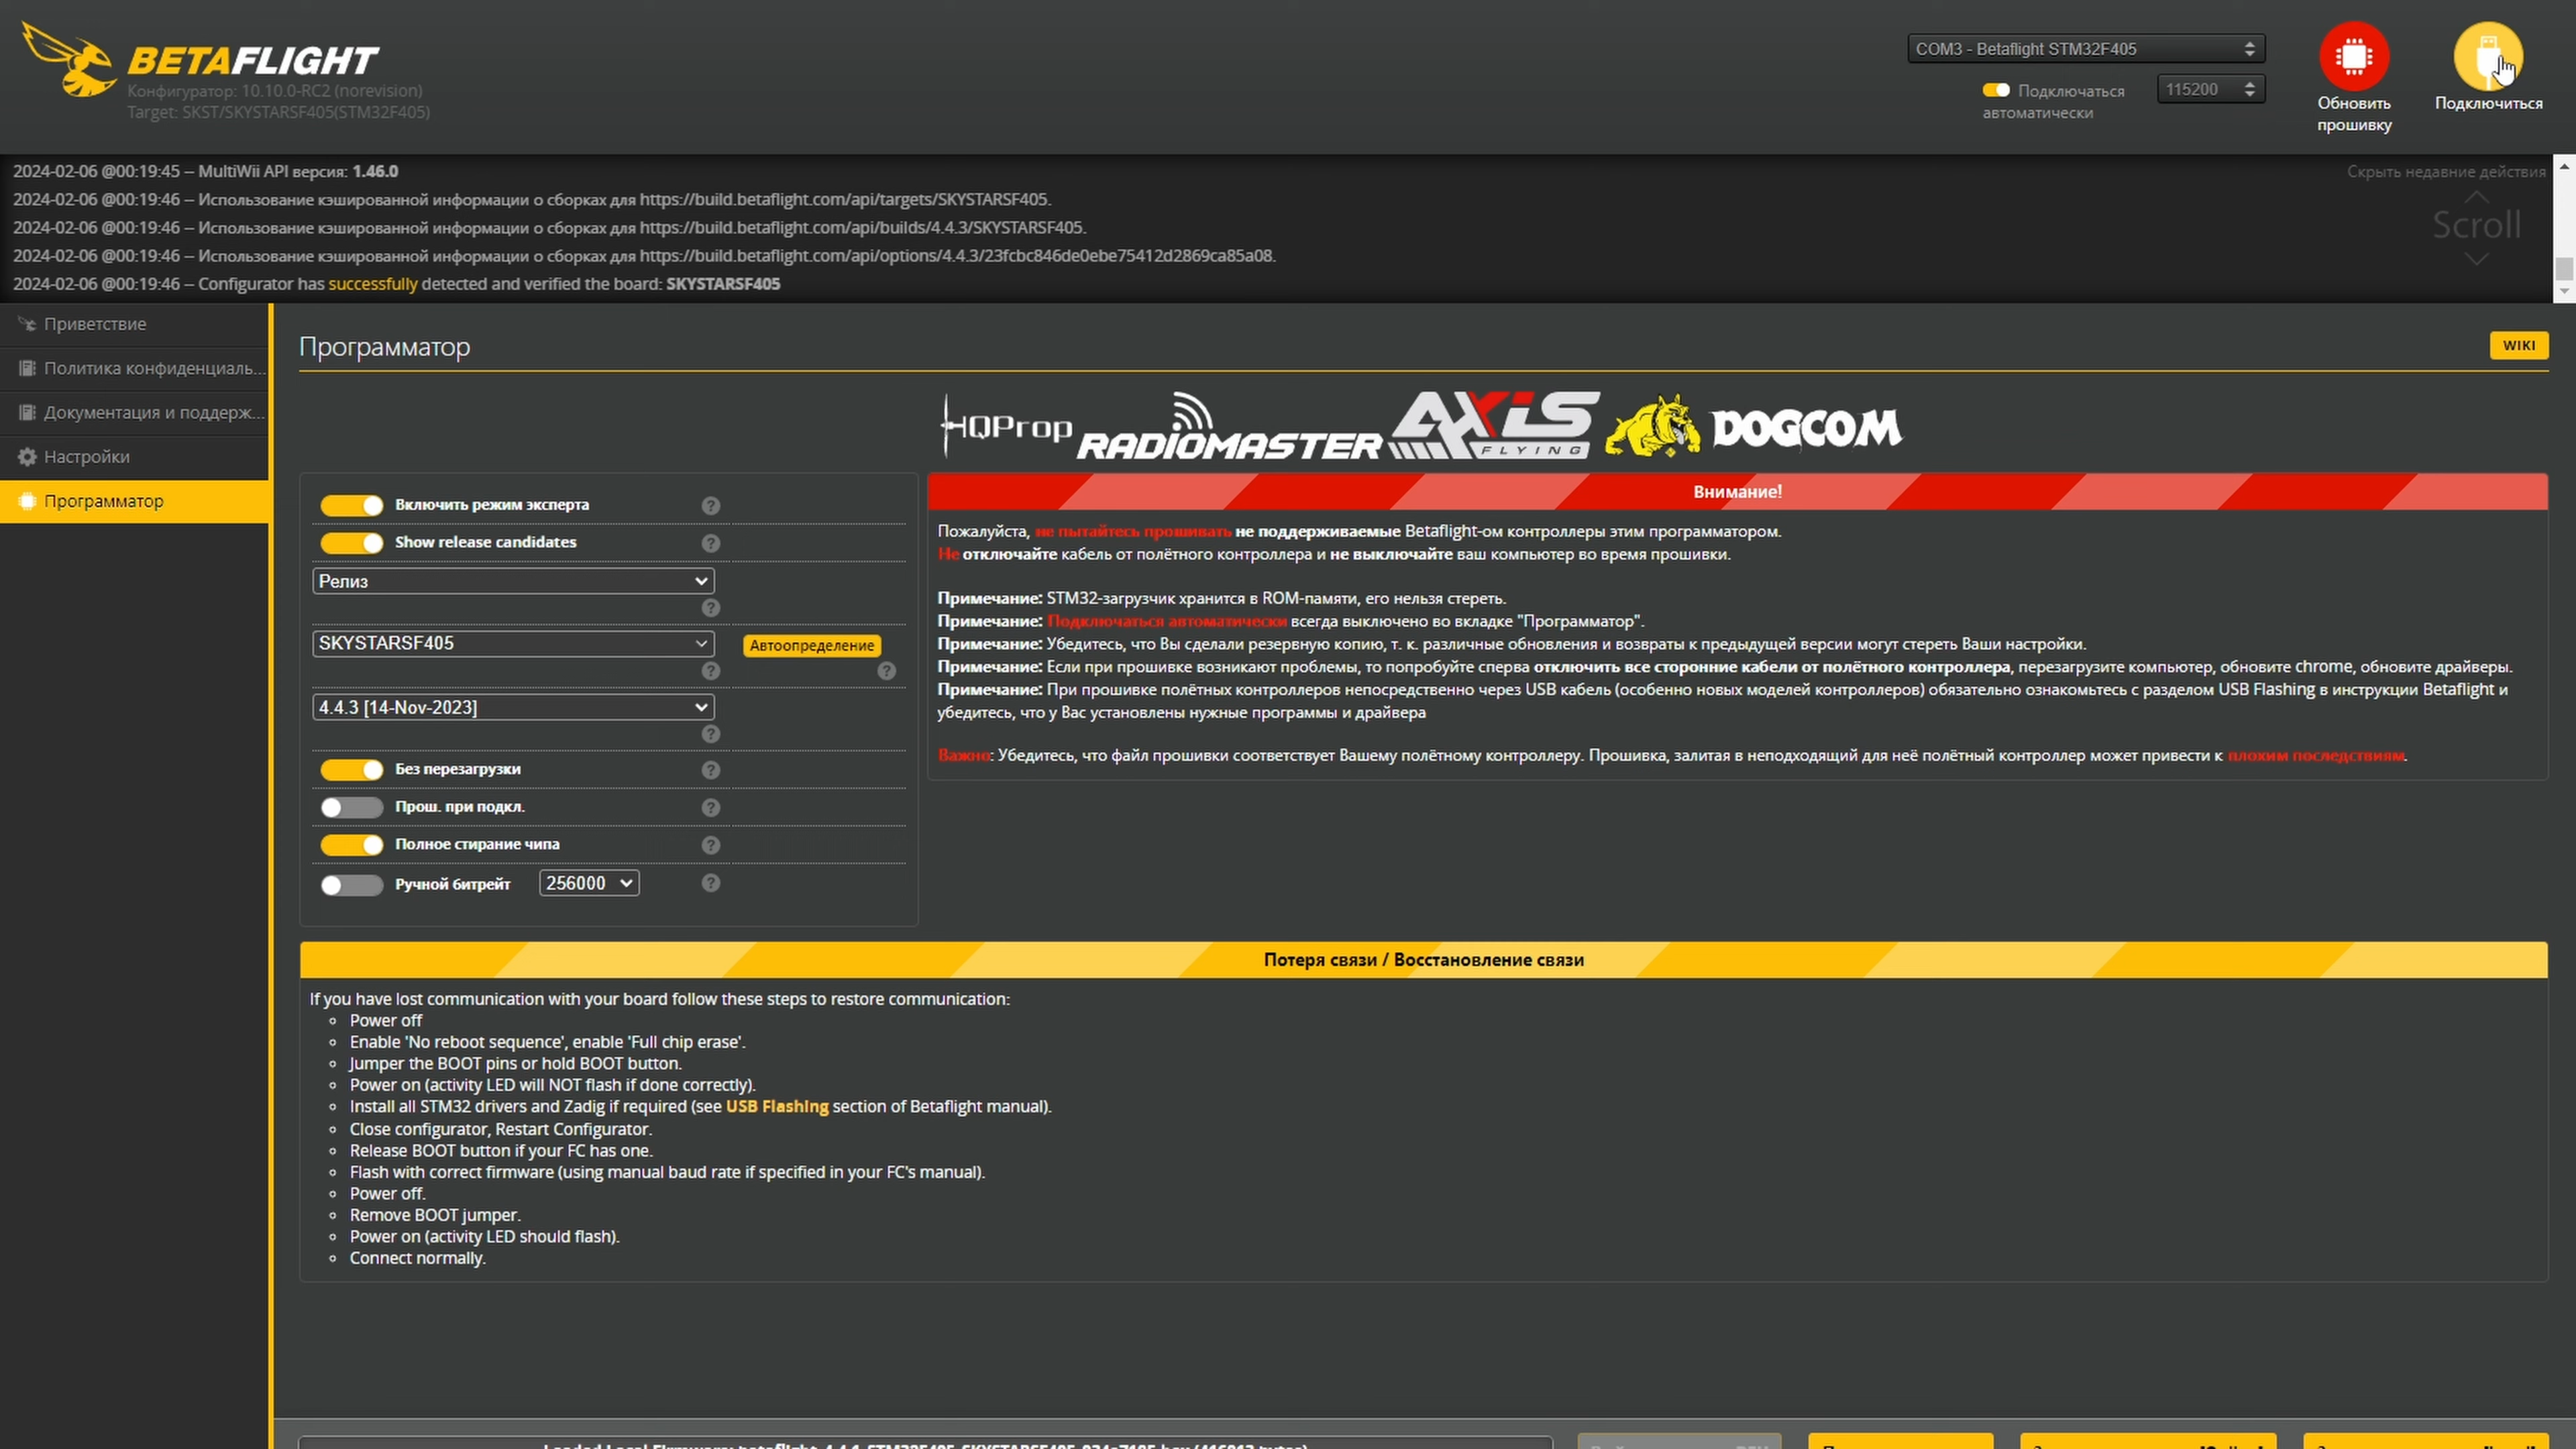 BETAFLIGHT
Конфигуратор: 10.10.0-RC2 (norevision)
Target: SKST/SKYSTARSF405(STM32F405)
COM3 - Betaflight STM32F405
Подключаться
автоматически
115200
Обновить
прошивку
Подключиться
2024-02-06 @00:19:45 – MultiWii API версия: 1.46.0
2024-02-06 @00:19:46 – Использование кэшированной информации о сборках для https://build.betaflight.com/api/targets/SKYSTARSF405.
2024-02-06 @00:19:46 – Использование кэшированной информации о сборках для https://build.betaflight.com/api/builds/4.4.3/SKYSTARSF405.
2024-02-06 @00:19:46 – Использование кэшированной информации о сборках для https://build.betaflight.com/api/options/4.4.3/23fcbc846de0ebe75412d2869ca85a08.
2024-02-06 @00:19:46 – Configurator has successfully detected and verified the board: SKYSTARSF405
Скрыть недавние действия
Scroll
Приветствие
Политика конфиденциаль...
Документация и поддерж...
Настройки
Программатор
Программатор
WIKI
HQProp
RADIOMASTER
AXIS
FLYING
DOGCOM
Включить режим эксперта
Show release candidates
Релиз
SKYSTARSF405
Автоопределение
4.4.3 [14-Nov-2023]
Без перезагрузки
Прош. при подкл.
Полное стирание чипа
Ручной битрейт 256000
Внимание!
Пожалуйста, не пытайтесь прошивать не поддерживаемые Betaflight-ом контроллеры этим программатором.
Не отключайте кабель от полётного контроллера и не выключайте ваш компьютер во время прошивки.
Примечание: STM32-загрузчик хранится в ROM-памяти, его нельзя стереть.
Примечание: Подключаться автоматически всегда выключено во вкладке "Программатор".
Примечание: Убедитесь, что Вы сделали резервную копию, т. к. различные обновления и возвраты к предыдущей версии могут стереть Ваши настройки.
Примечание: Если при прошивке возникают проблемы, то попробуйте сперва отключить все сторонние кабели от полётного контроллера, перезагрузите компьютер, обновите chrome, обновите драйверы.
Примечание: При прошивке полётных контроллеров непосредственно через USB кабель (особенно новых моделей контроллеров) обязательно ознакомьтесь с разделом USB Flashing в инструкции Betaflight и
убедитесь, что у Вас установлены нужные программы и драйвера
Важно: Убедитесь, что файл прошивки соответствует Вашему полётному контроллеру. Прошивка, залитая в неподходящий для неё полётный контроллер может привести к плохим последствиям.
Потеря связи / Восстановление связи
If you have lost communication with your board follow these steps to restore communication:
Power off
Enable 'No reboot sequence', enable 'Full chip erase'.
Jumper the BOOT pins or hold BOOT button.
Power on (activity LED will NOT flash if done correctly).
Install all STM32 drivers and Zadig if required (see USB Flashing section of Betaflight manual).
Close configurator, Restart Configurator.
Release BOOT button if your FC has one.
Flash with correct firmware (using manual baud rate if specified in your FC's manual).
Power off.
Remove BOOT jumper.
Power on (activity LED should flash).
Connect normally.